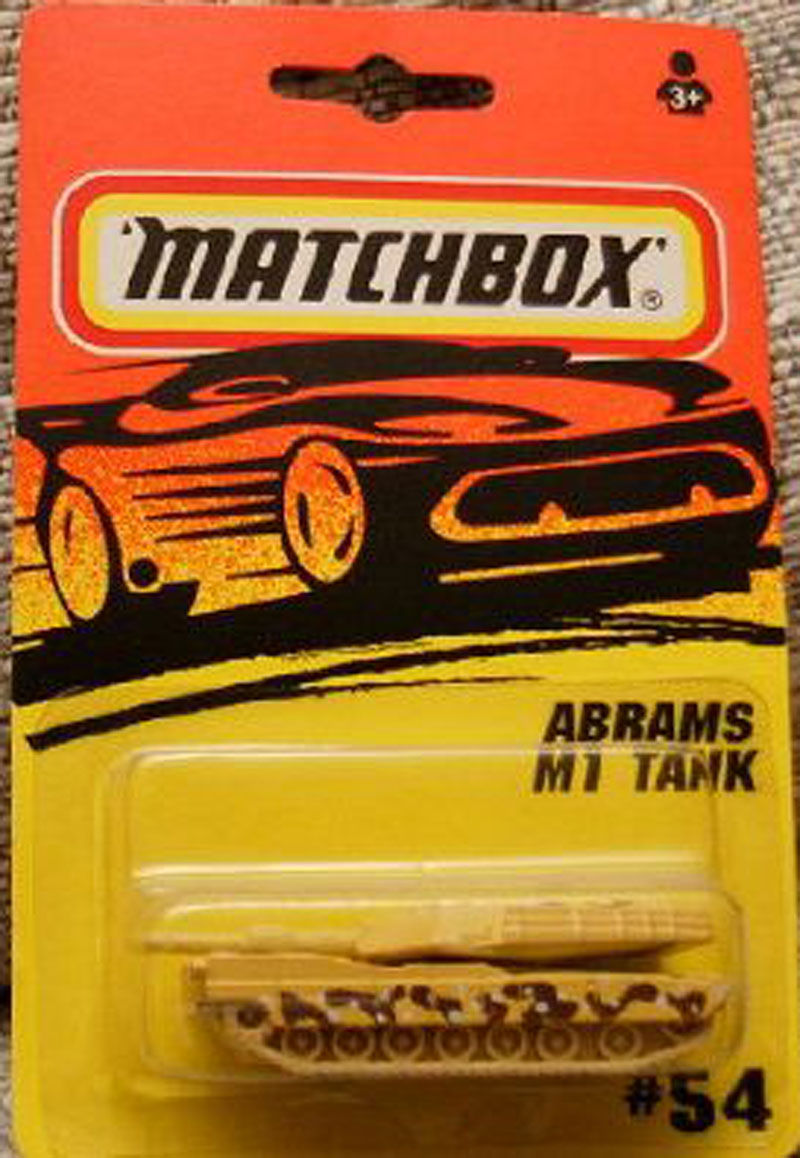 3+
'MATCHBOX'®
ABRAMS
M1 TANK
#54